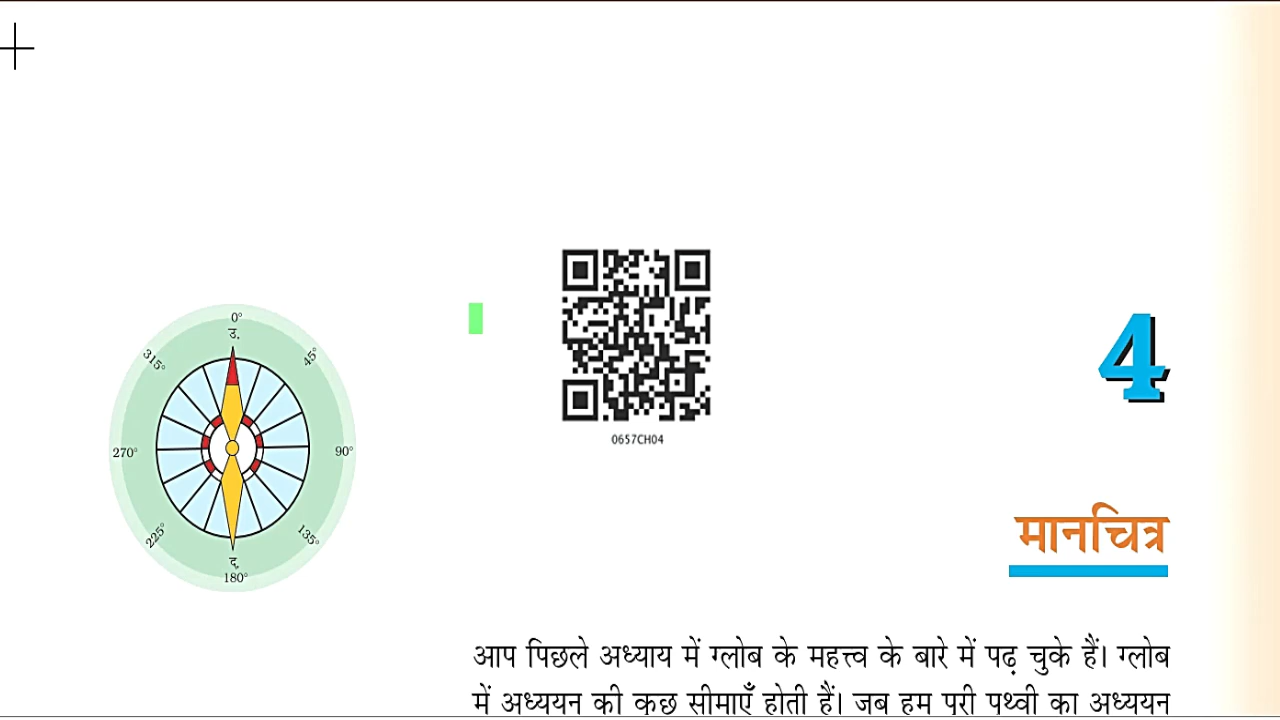 0°
उ.
45°
315°
270°
90°
225°
135°
द.
180°
0657CH04
4
मानचित्र
आप पिछले अध्याय में ग्लोब के महत्त्व के बारे में पढ़ चुके हैं। ग्लोब
में अध्ययन की कुछ सीमाएँ होती हैं। जब हम पूरी पृथ्वी का अध्ययन